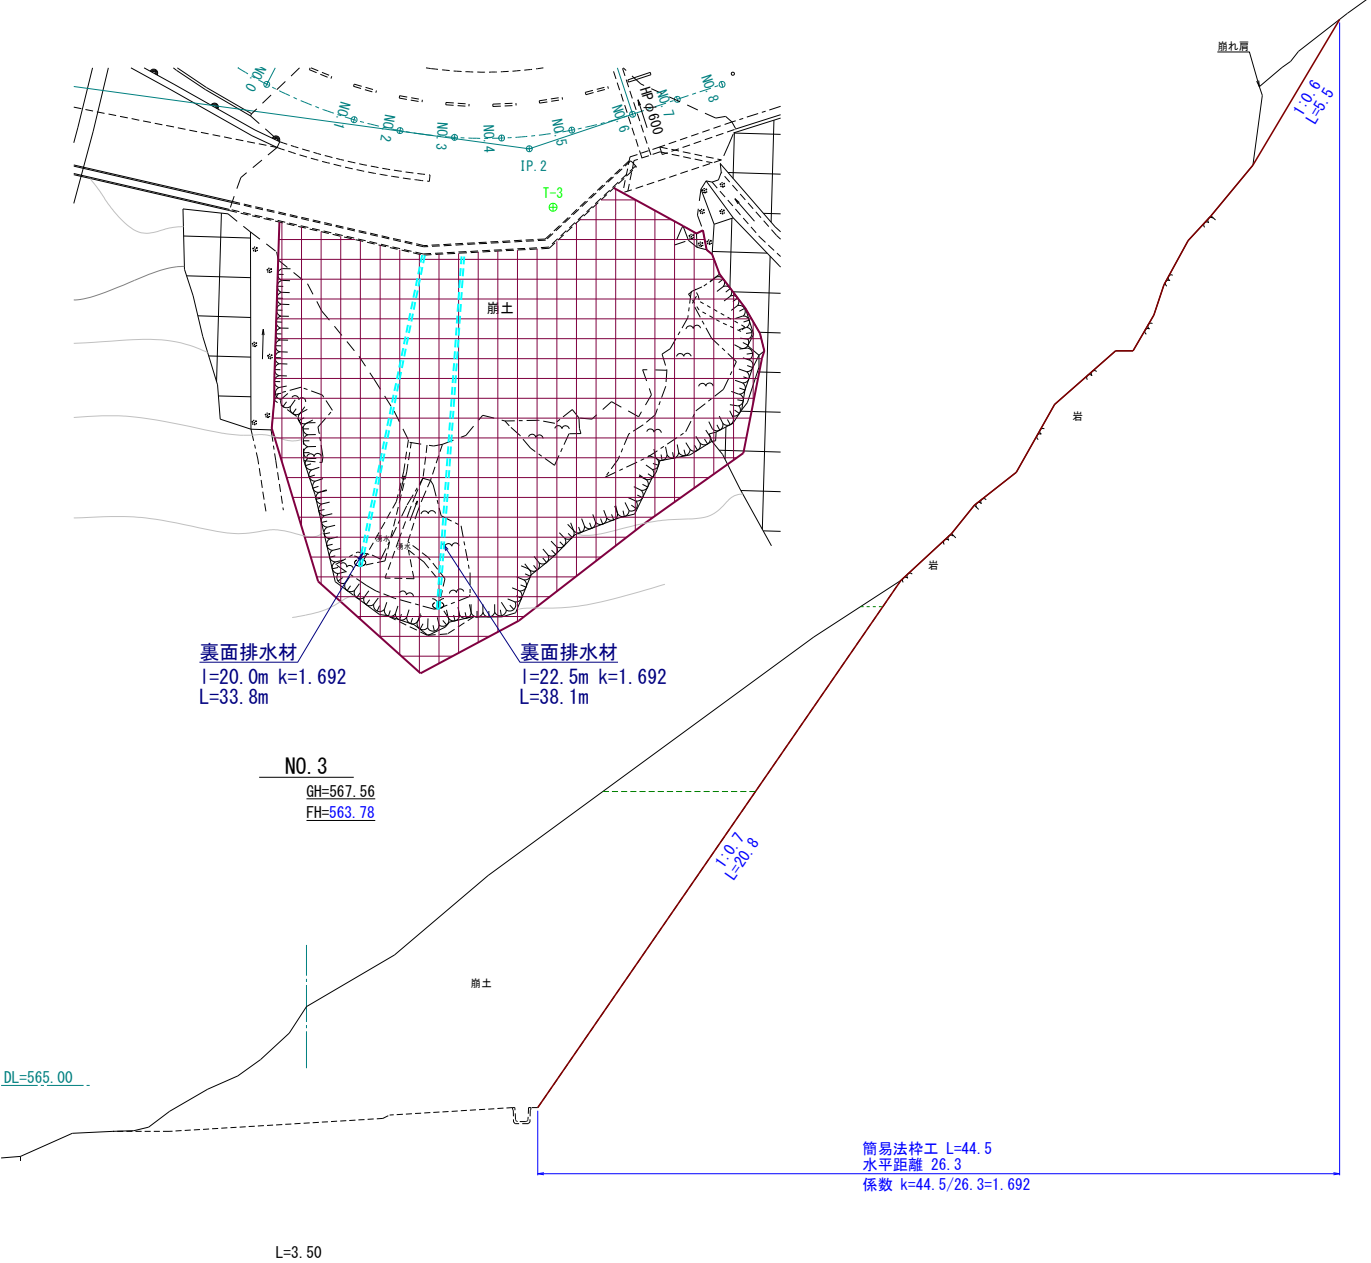 崩れ肩
1:0.6
L=5.5
NO.0
NO.1
NO.2
NO.3
NO.4
NO.5
NO.6
NO.7
NO.8
HPφ600
IP.2
T-3
崩土
岩
岩
湧水
湧水
裏面排水材
l=20.0m k=1.692
L=33.8m
裏面排水材
l=22.5m k=1.692
L=38.1m
NO.3
GH=567.56
FH=563.78
1:0.7
L=20.8
崩土
DL=565.00
簡易法枠工 L=44.5
水平距離 26.3
係数 k=44.5/26.3=1.692
L=3.50